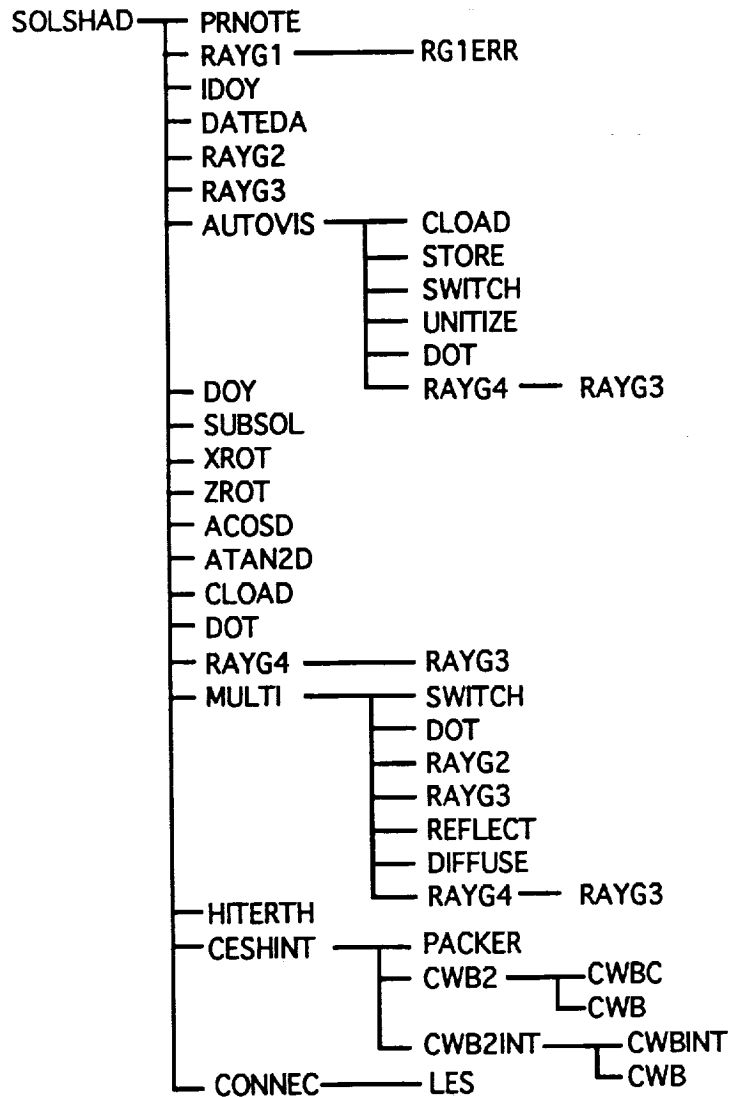 SOLSHAD PRNOTE
RAYG1 RG1ERR
IDOY
DATEDA
RAYG2
RAYG3
AUTOVIS CLOAD
STORE
SWITCH
UNITIZE
DOT
RAYG4 RAYG3
DOY
SUBSOL
XROT
ZROT
ACOSD
ATAN2D
CLOAD
DOT
RAYG4 RAYG3
MULTI SWITCH
DOT
RAYG2
RAYG3
REFLECT
DIFFUSE
RAYG4 RAYG3
HITERTH
CESHINT PACKER
CWB2 CWBC
CWB
CWB2INT CWBINT
CWB
CONNEC LES